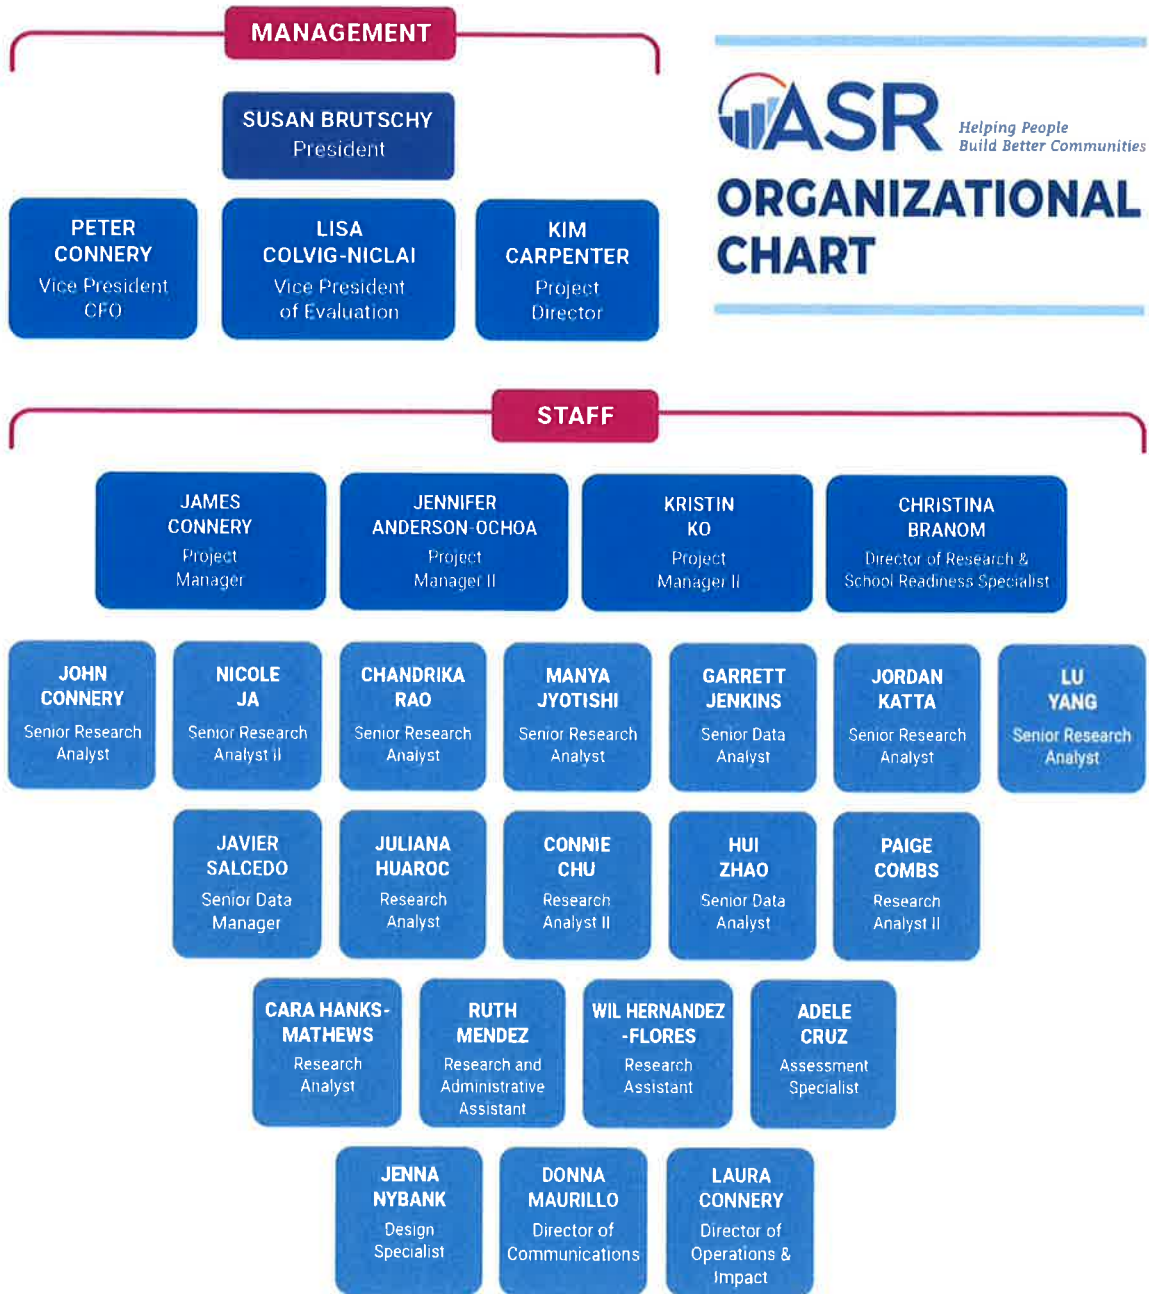 MANAGEMENT
SUSAN BRUTSCHY
President
PETER
CONNERY
Vice President
CFO
LISA
COLVIG-NICLAI
Vice President
of Evaluation
KIM
CARPENTER
Project
Director
ASR
Helping People
Build Better Communities
ORGANIZATIONAL
CHART
STAFF
JAMES
CONNERY
Project
Manager
JENNIFER
ANDERSON-OCHOA
Project
Manager II
KRISTIN
KO
Project
Manager II
CHRISTINA
BRANOM
Director of Research &
School Readiness Specialist
JOHN
CONNERY
Senior Research
Analyst
NICOLE
JA
Senior Research
Analyst II
CHANDRIKA
RAO
Senior Research
Analyst
MANYA
JYOTISHI
Senior Research
Analyst
GARRETT
JENKINS
Senior Data
Analyst
JORDAN
KATTA
Senior Research
Analyst
LU
YANG
Senior Research
Analyst
JAVIER
SALCEDO
Senior Data
Manager
JULIANA
HUAROC
Research
Analyst
CONNIE
CHU
Research
Analyst II
HUI
ZHAO
Senior Data
Analyst
PAIGE
COMBS
Research
Analyst II
CARA HANKS-
MATHEWS
Research
Analyst
RUTH
MENDEZ
Research and
Administrative
Assistant
WIL HERNANDEZ
-FLORES
Research
Assistant
ADELE
CRUZ
Assessment
Specialist
JENNA
NYBANK
Design
Specialist
DONNA
MAURILLO
Director of
Communications
LAURA
CONNERY
Director of
Operations &
Impact